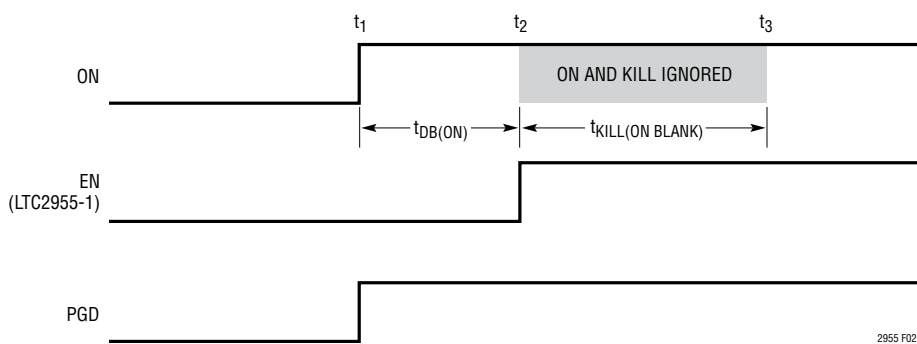 t1 t2 t3
ON
ON AND KILL IGNORED
tDB(ON)
tKILL(ON BLANK)
EN
(LTC2955-1)
PGD
2955 F02